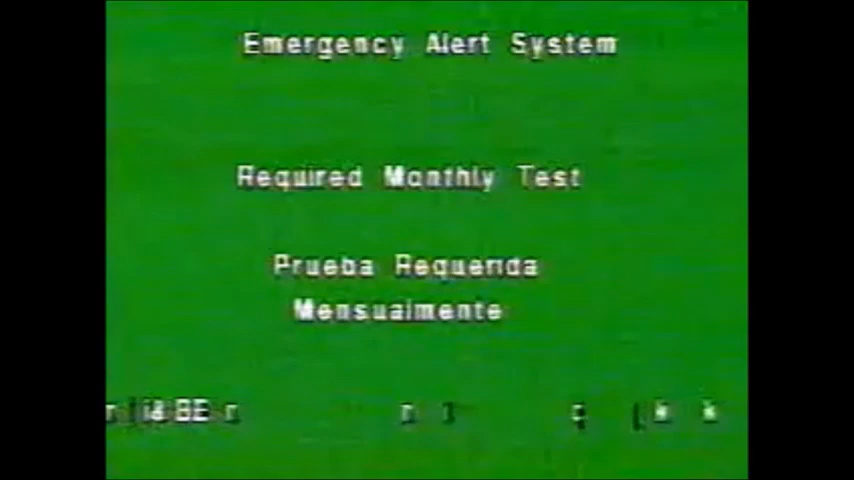 Emergency Alert System
Required Monthly Test
Prueba Requerida
Mensualmente